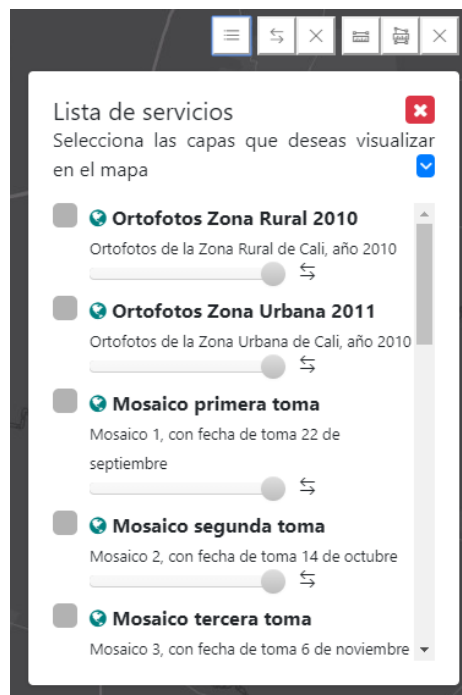 Lista de servicios
Selecciona las capas que deseas visualizar
en el mapa
Ortofotos Zona Rural 2010
Ortofotos de la Zona Rural de Cali, año 2010
Ortofotos Zona Urbana 2011
Ortofotos de la Zona Urbana de Cali, año 2010
Mosaico primera toma
Mosaico 1, con fecha de toma 22 de
septiembre
Mosaico segunda toma
Mosaico 2, con fecha de toma 14 de octubre
Mosaico tercera toma
Mosaico 3, con fecha de toma 6 de noviembre